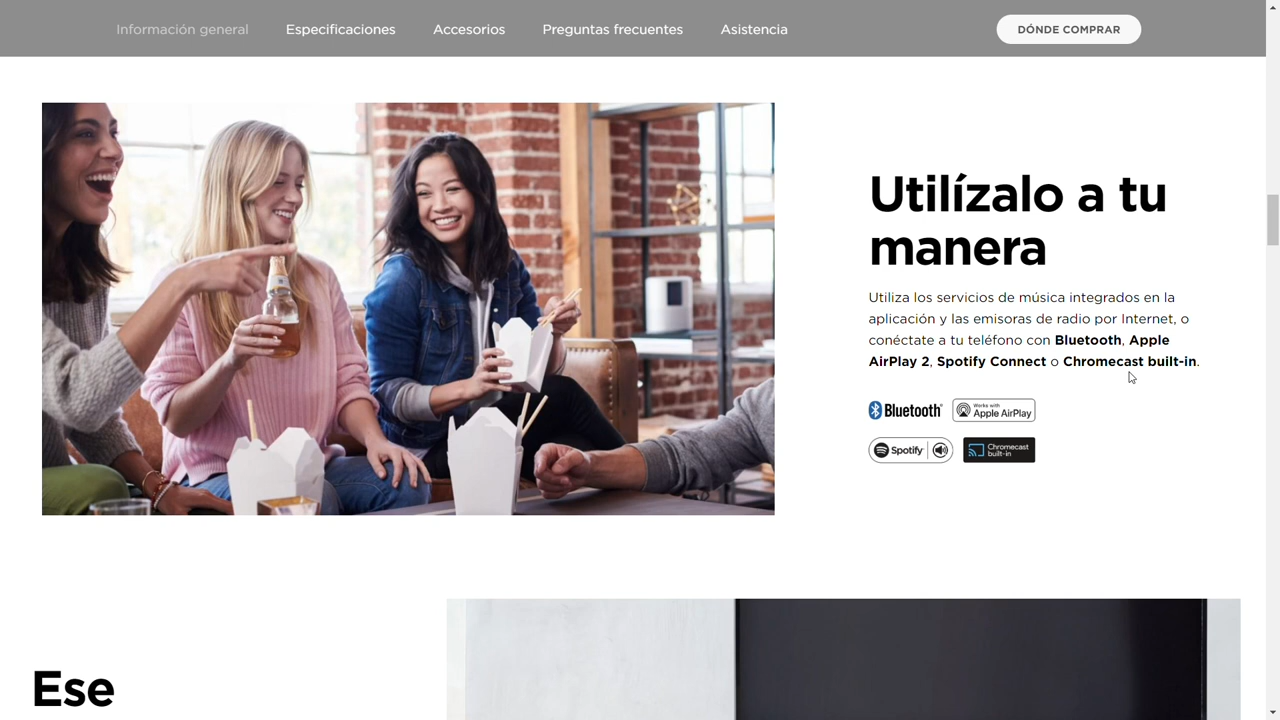 Información general Especificaciones Accesorios Preguntas frecuentes Asistencia DÓNDE COMPRAR
Utilízalo a tu
manera
Utiliza los servicios de música integrados en la
aplicación y las emisoras de radio por Internet, o
conéctate a tu teléfono con Bluetooth, Apple
AirPlay 2, Spotify Connect o Chromecast built-in.
Bluetooth®
Works with
Apple AirPlay
Spotify
Chromecast
built-in
Ese